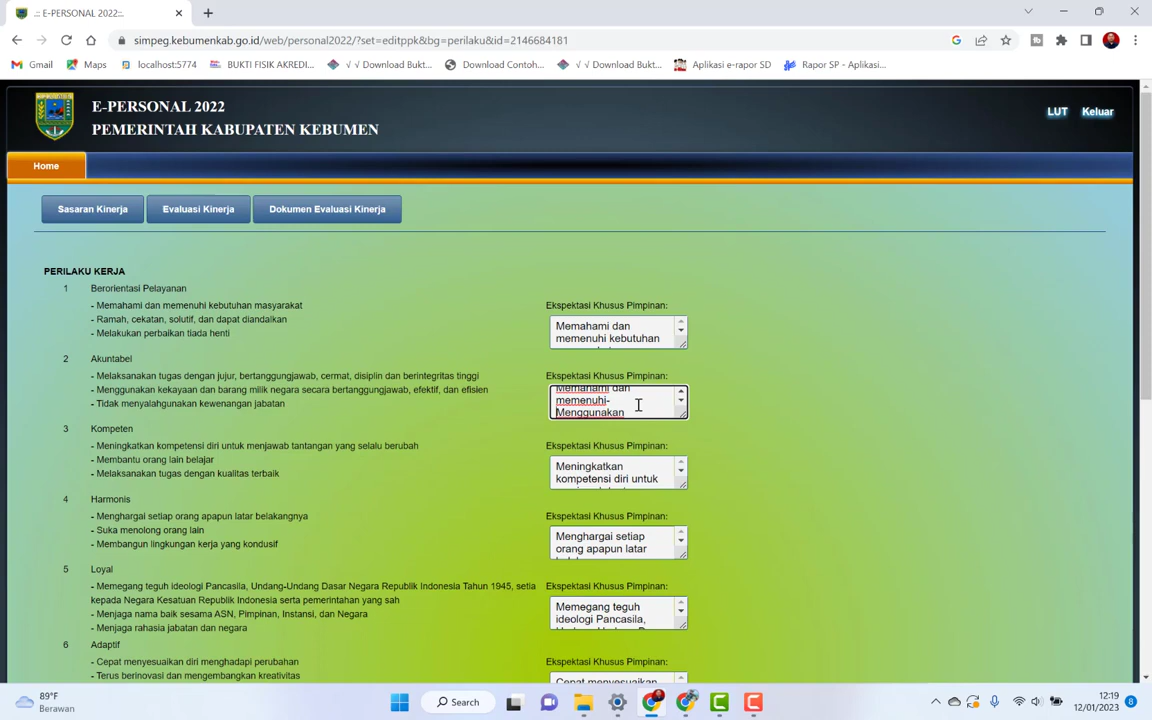 .:: E-PERSONAL 2022::.
simpeg.kebumenkab.go.id/web/personal2022/?set=editppk&bg=perilaku&id=2146684181
Gmail
Maps
localhost:5774
BUKTI FISIK AKREDI...
√ √ Download Bukt...
Download Contoh...
√ √ Download Bukt...
Aplikasi e-rapor SD
Rapor SP - Aplikasi...
E-PERSONAL 2022
PEMERINTAH KABUPATEN KEBUMEN
LUT
Keluar
Home
Sasaran Kinerja
Evaluasi Kinerja
Dokumen Evaluasi Kinerja
PERILAKU KERJA
1 Berorientasi Pelayanan
- Memahami dan memenuhi kebutuhan masyarakat
- Ramah, cekatan, solutif, dan dapat diandalkan
- Melakukan perbaikan tiada henti
Ekspektasi Khusus Pimpinan:
Memahami dan
memenuhi kebutuhan
2 Akuntabel
- Melaksanakan tugas dengan jujur, bertanggungjawab, cermat, disiplin dan berintegritas tinggi
- Menggunakan kekayaan dan barang milik negara secara bertanggungjawab, efektif, dan efisien
- Tidak menyalahgunakan kewenangan jabatan
Ekspektasi Khusus Pimpinan:
Memahami dan
memenuhi-
Menggunakan
3 Kompeten
- Meningkatkan kompetensi diri untuk menjawab tantangan yang selalu berubah
- Membantu orang lain belajar
- Melaksanakan tugas dengan kualitas terbaik
Ekspektasi Khusus Pimpinan:
Meningkatkan
kompetensi diri untuk
4 Harmonis
- Menghargai setiap orang apapun latar belakangnya
- Suka menolong orang lain
- Membangun lingkungan kerja yang kondusif
Ekspektasi Khusus Pimpinan:
Menghargai setiap
orang apapun latar
5 Loyal
- Memegang teguh ideologi Pancasila, Undang-Undang Dasar Negara Republik Indonesia Tahun 1945, setia
kepada Negara Kesatuan Republik Indonesia serta pemerintahan yang sah
- Menjaga nama baik sesama ASN, Pimpinan, Instansi, dan Negara
- Menjaga rahasia jabatan dan negara
Ekspektasi Khusus Pimpinan:
Memegang teguh
ideologi Pancasila,
6 Adaptif
- Cepat menyesuaikan diri menghadapi perubahan
- Terus berinovasi dan mengembangkan kreativitas
Ekspektasi Khusus Pimpinan:
Cepat menyesuaikan
89°F
Berawan
Search
12:19
12/01/2023
8